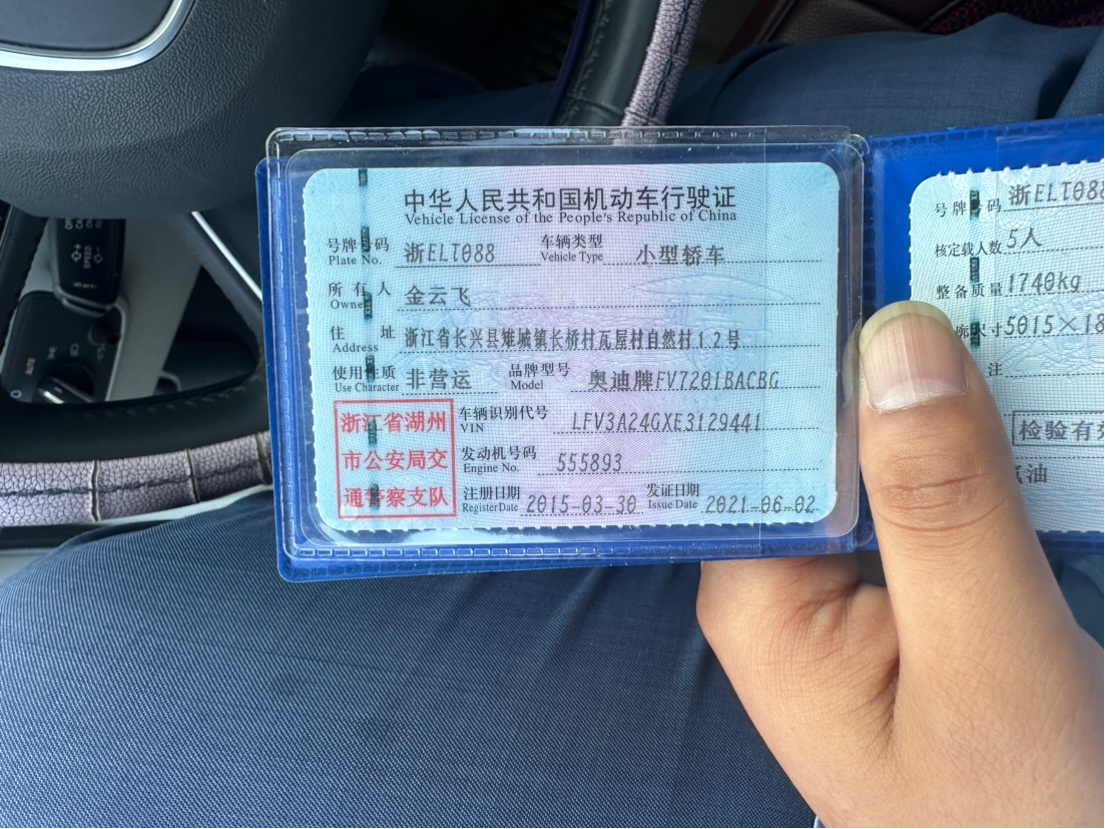 中华人民共和国机动车行驶证
Vehicle License of the People's Republic of China
号牌号码 浙ELT088 车辆类型 小型轿车
Plate No. Vehicle Type
所有人 金云飞
Owner
住址 浙江省长兴县雉城镇长桥村瓦屋村自然村12号
Address
使用性质 非营运 品牌型号 奥迪牌FV7201BACBG
Use Character Model
浙江省湖州
市公安局交
通警察支队
车辆识别代号 LFV3A24GXE3129441
VIN
发动机号码 555893
Engine No.
注册日期 2015-03-30 发证日期 2021-06-02
Register Date Issue Date
号牌号码 浙ELT088
核定载人数 5人
整备质量 1740kg
尺寸 5015×18
注
检验有效
汽油